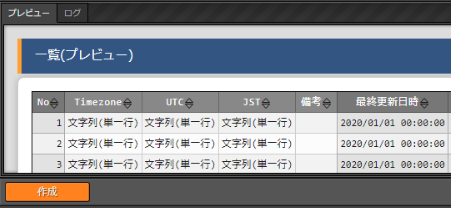 プレビュー ログ
一覧(プレビュー)
No Timezone UTC JST 備考 最終更新日時
1 文字列(単一行) 文字列(単一行) 文字列(単一行) 2020/01/01 00:00:00
2 文字列(単一行) 文字列(単一行) 文字列(単一行) 2020/01/01 00:00:00
3 文字列(単一行) 文字列(単一行) 文字列(単一行) 2020/01/01 00:00:00
作成